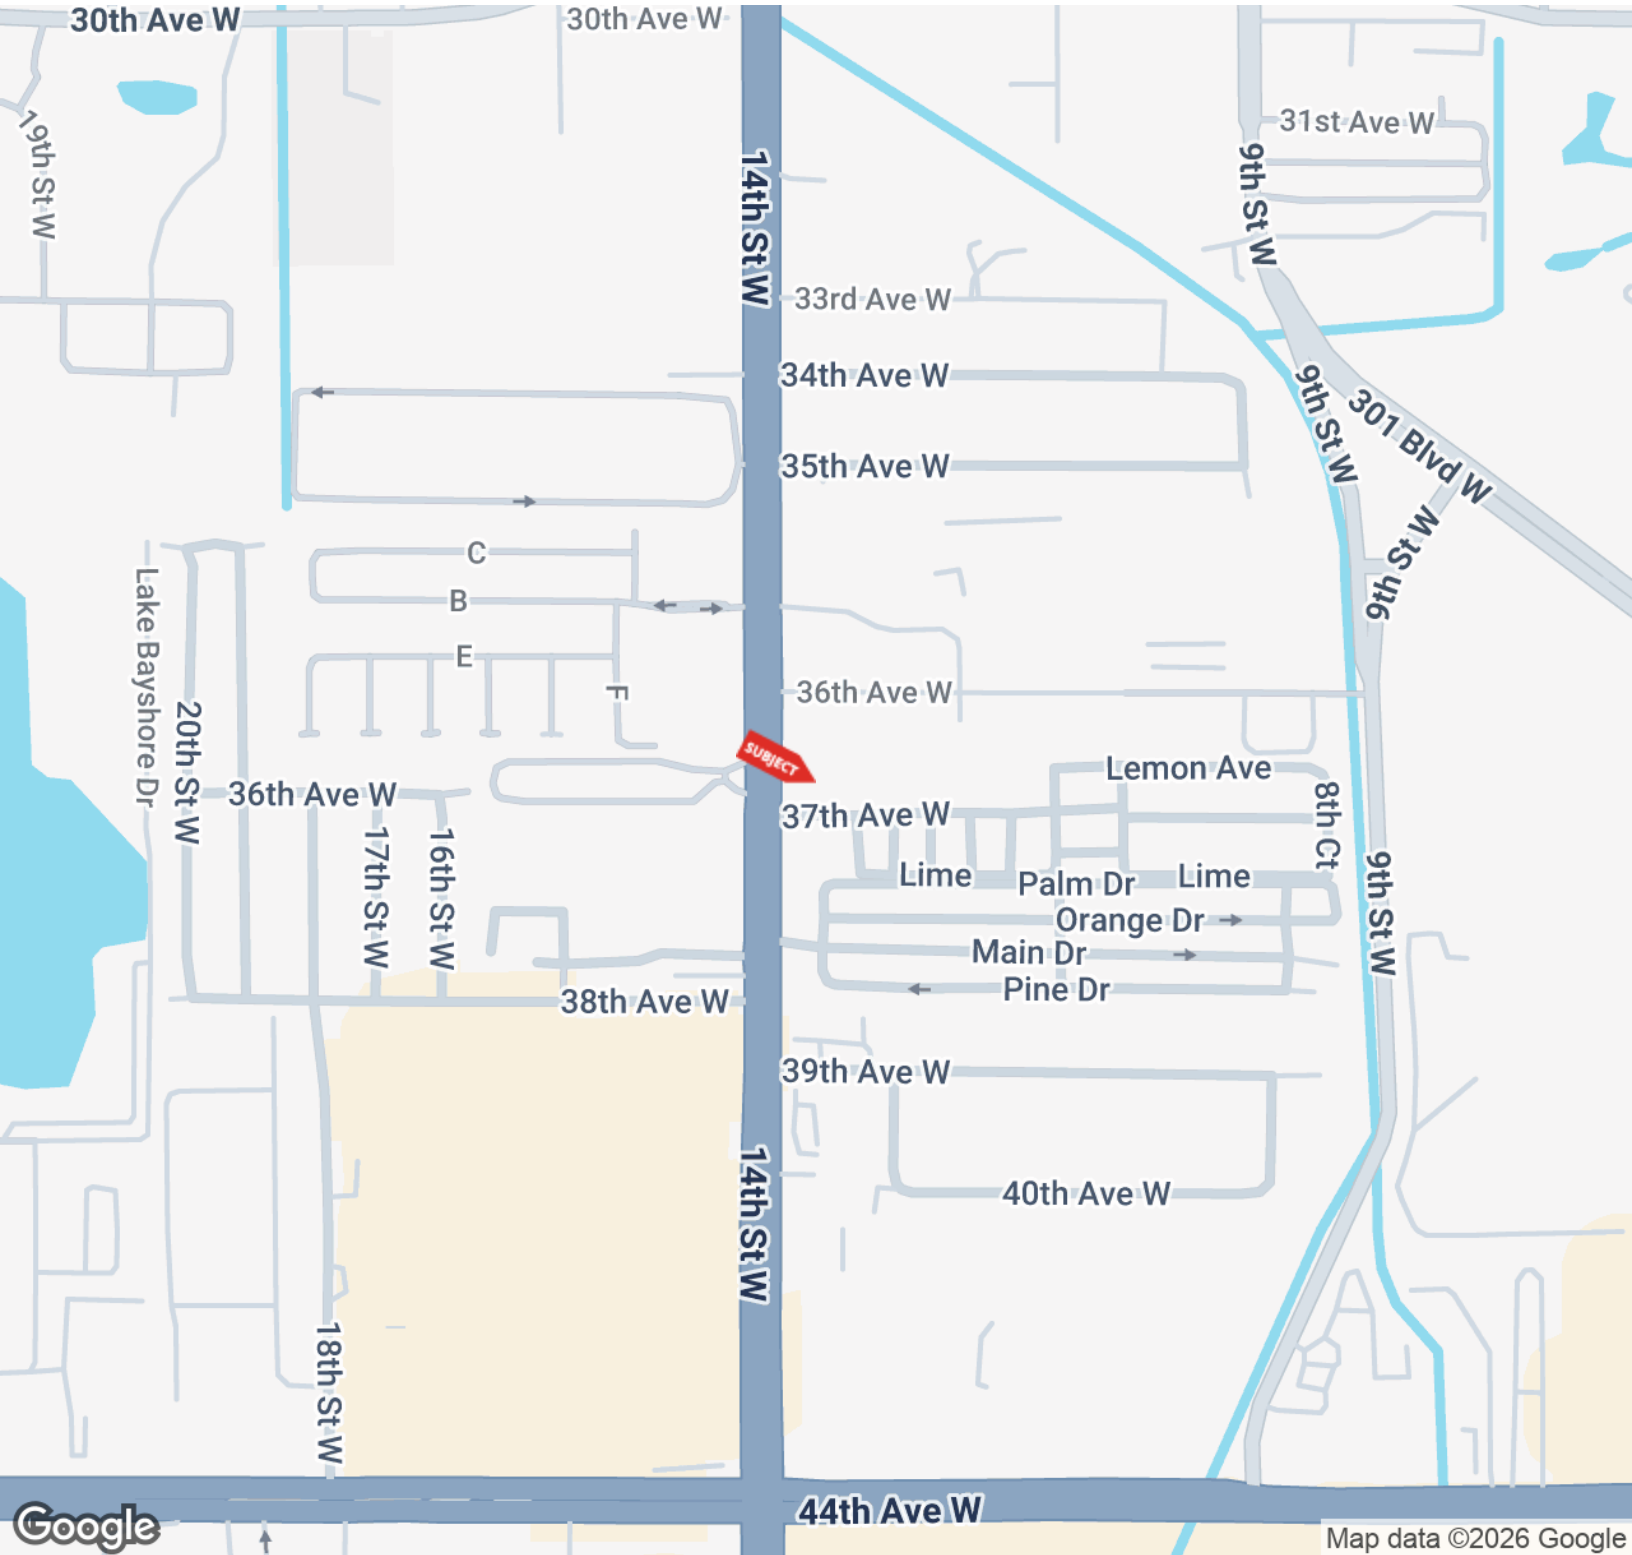 30th Ave W
30th Ave W
19th St W
31st Ave W
9th St W
14th St W
33rd Ave W
34th Ave W
9th St W
301 Blvd W
35th Ave W
C
B
9th St W
Lake Bayshore Dr
E
F
36th Ave W
20th St W
SUBJECT
Lemon Ave
36th Ave W
37th Ave W
8th Ct
17th St W
16th St W
Lime
Palm Dr
Lime
9th St W
Orange Dr
Main Dr
Pine Dr
38th Ave W
39th Ave W
14th St W
40th Ave W
18th St W
44th Ave W
Google
Map data ©2026 Google